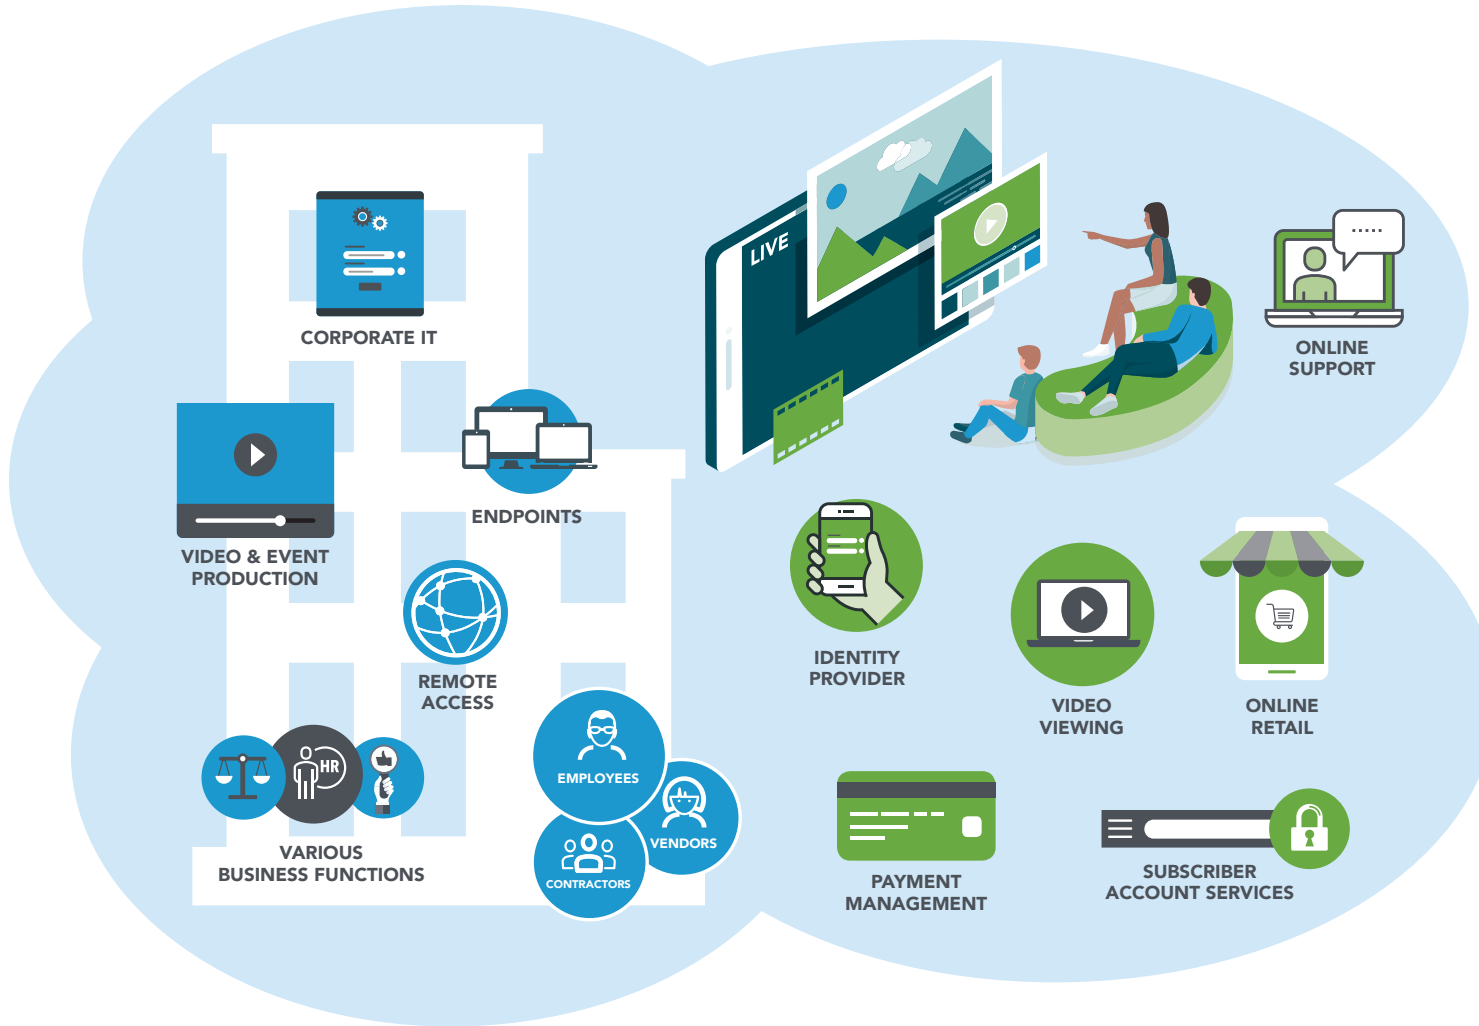 CORPORATE IT
VIDEO & EVENT
PRODUCTION
ENDPOINTS
REMOTE
ACCESS
HR
VARIOUS
BUSINESS FUNCTIONS
EMPLOYEES
VENDORS
CONTRACTORS
LIVE
ONLINE
SUPPORT
IDENTITY
PROVIDER
VIDEO
VIEWING
ONLINE
RETAIL
PAYMENT
MANAGEMENT
SUBSCRIBER
ACCOUNT SERVICES